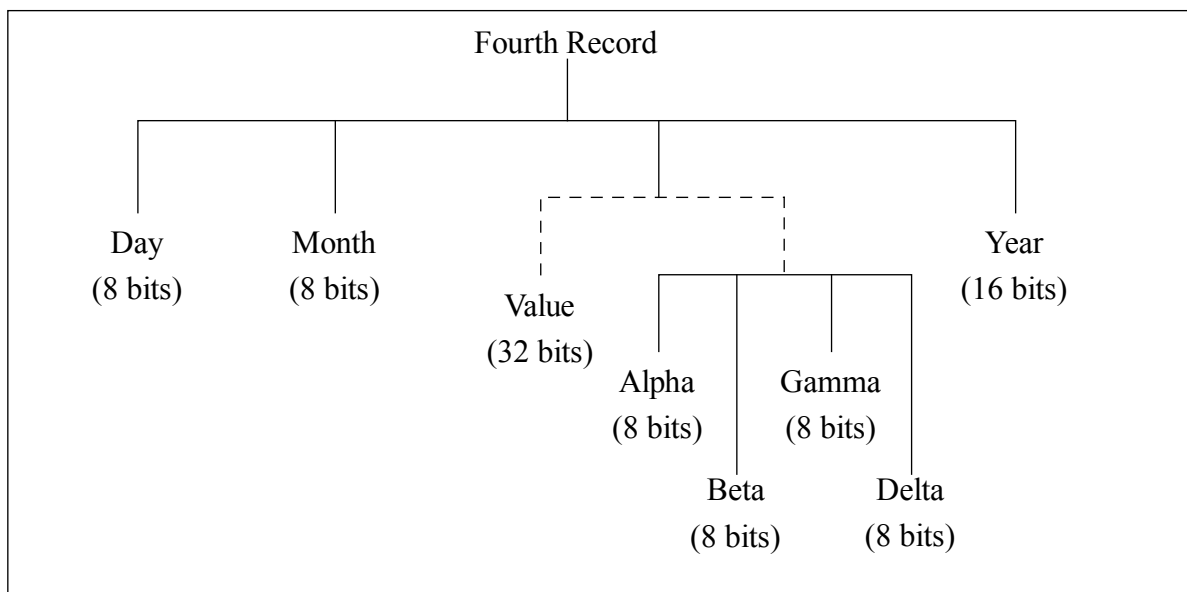 Fourth Record
Day
(8 bits)
Month
(8 bits)
Value
(32 bits)
Alpha
(8 bits)
Beta
(8 bits)
Gamma
(8 bits)
Delta
(8 bits)
Year
(16 bits)